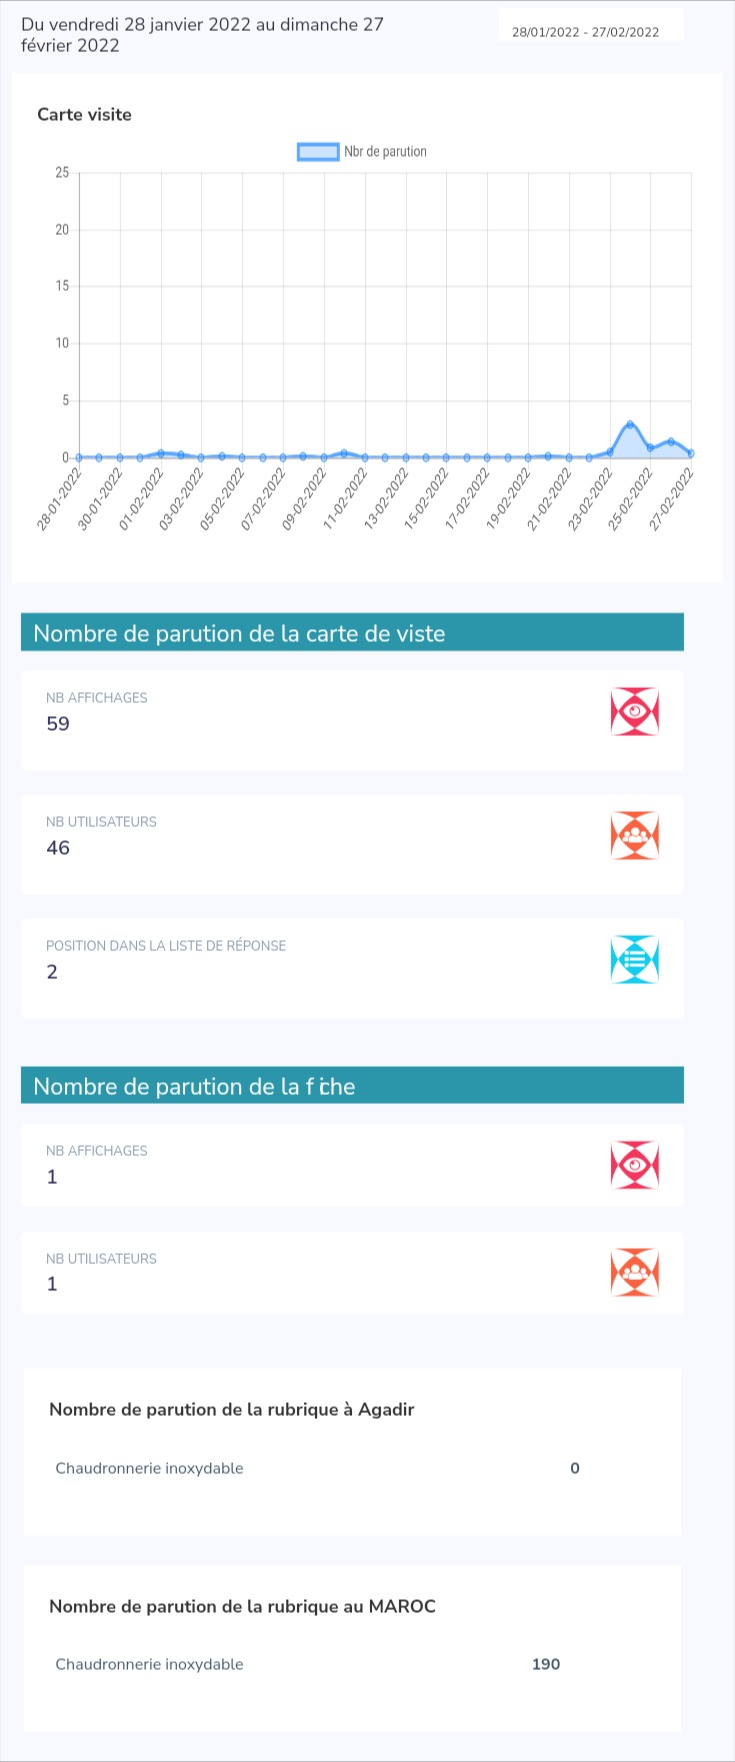 Du vendredi 28 janvier 2022 au dimanche 27
février 2022
28/01/2022 - 27/02/2022
Carte visite
Nbr de parution
25
20
15
10
5
0
28-01-2022
30-01-2022
01-02-2022
03-02-2022
05-02-2022
07-02-2022
09-02-2022
11-02-2022
13-02-2022
15-02-2022
17-02-2022
19-02-2022
21-02-2022
23-02-2022
25-02-2022
27-02-2022
Nombre de parution de la carte de viste
NB AFFICHAGES
59
NB UTILISATEURS
46
POSITION DANS LA LISTE DE RÉPONSE
2
Nombre de parution de la fiche
NB AFFICHAGES
1
NB UTILISATEURS
1
Nombre de parution de la rubrique à Agadir
Chaudronnerie inoxydable 0
Nombre de parution de la rubrique au MAROC
Chaudronnerie inoxydable 190